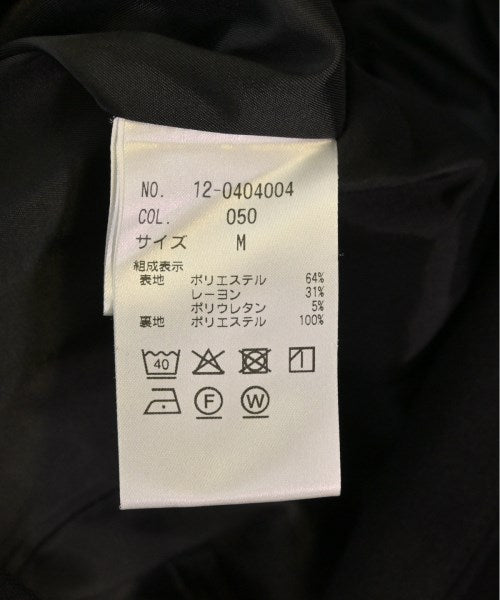 NO. 12-0404004
COL. 050
サイズ M
組成表示
表地 ポリエステル 64%
レーヨン 31%
ポリウレタン 5%
裏地 ポリエステル 100%
40
F W